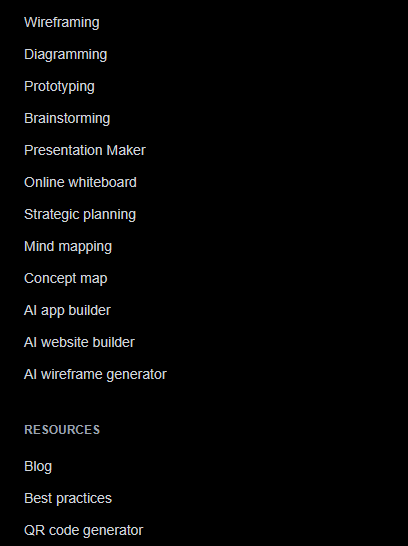 Wireframing
Diagramming
Prototyping
Brainstorming
Presentation Maker
Online whiteboard
Strategic planning
Mind mapping
Concept map
AI app builder
AI website builder
AI wireframe generator
RESOURCES
Blog
Best practices
QR code generator